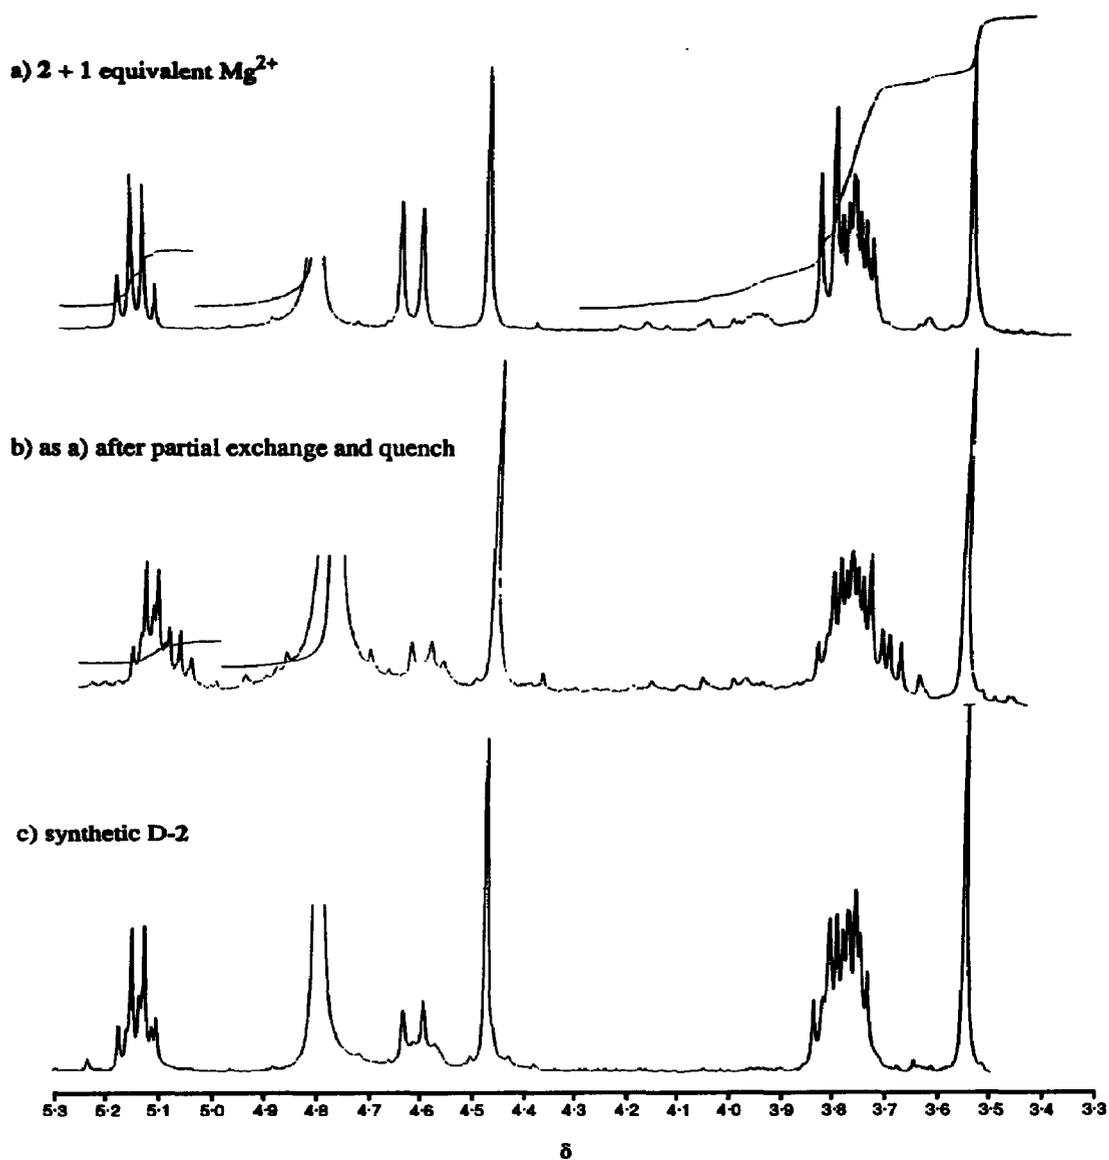 a) 2 + 1 equivalent Mg2+
b) as a) after partial exchange and quench
c) synthetic D-2
5·3 5·2 5·1 5·0 4·9 4·8 4·7 4·6 4·5 4·4 4·3 4·2 4·1 4·0 3·9 3·8 3·7 3·6 3·5 3·4 3·3
δ